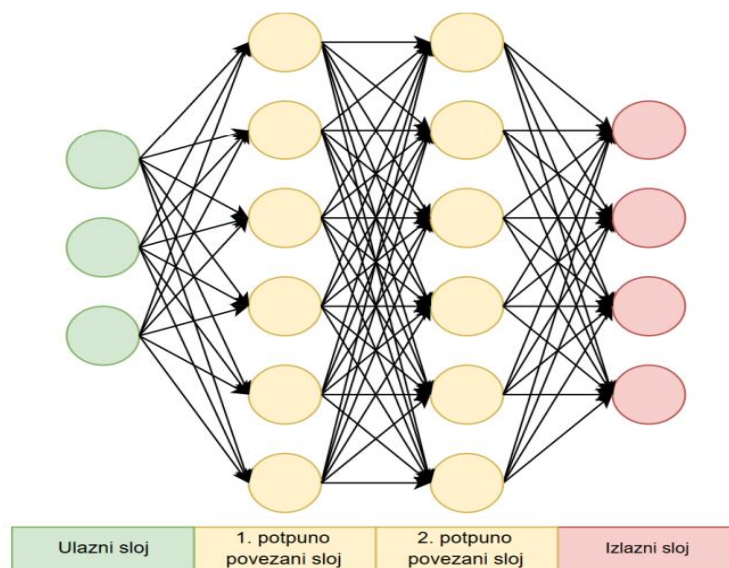 Ulazni sloj
1. potpuno
povezani sloj
2. potpuno
povezani sloj
Izlazni sloj